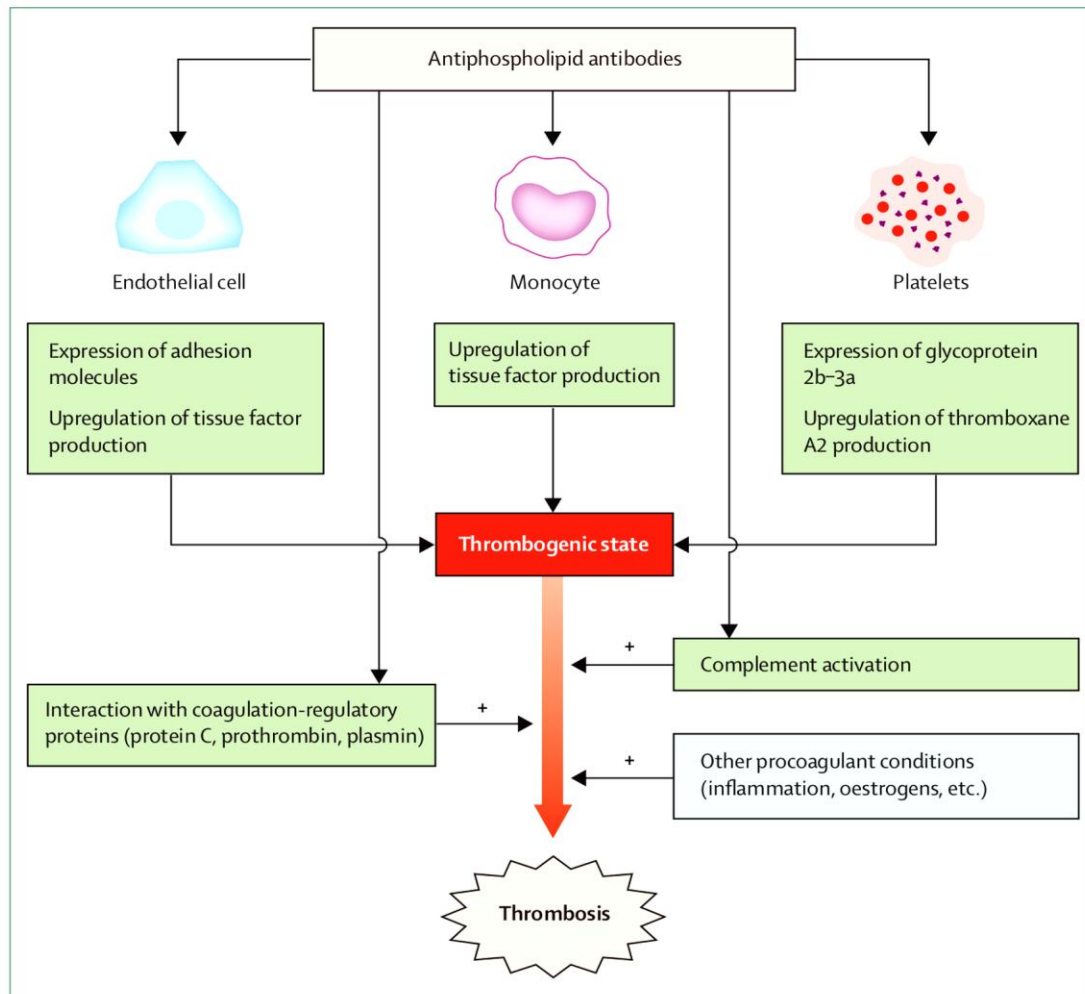 Antiphospholipid antibodies
Endothelial cell
Monocyte
Platelets
Expression of adhesion
molecules
Upregulation of tissue factor
production
Upregulation of
tissue factor production
Expression of glycoprotein
2b–3a
Upregulation of thromboxane
A2 production
Thrombogenic state
+
Complement activation
Interaction with coagulation-regulatory
proteins (protein C, prothrombin, plasmin)
+
+
Other procoagulant conditions
(inflammation, oestrogens, etc.)
Thrombosis